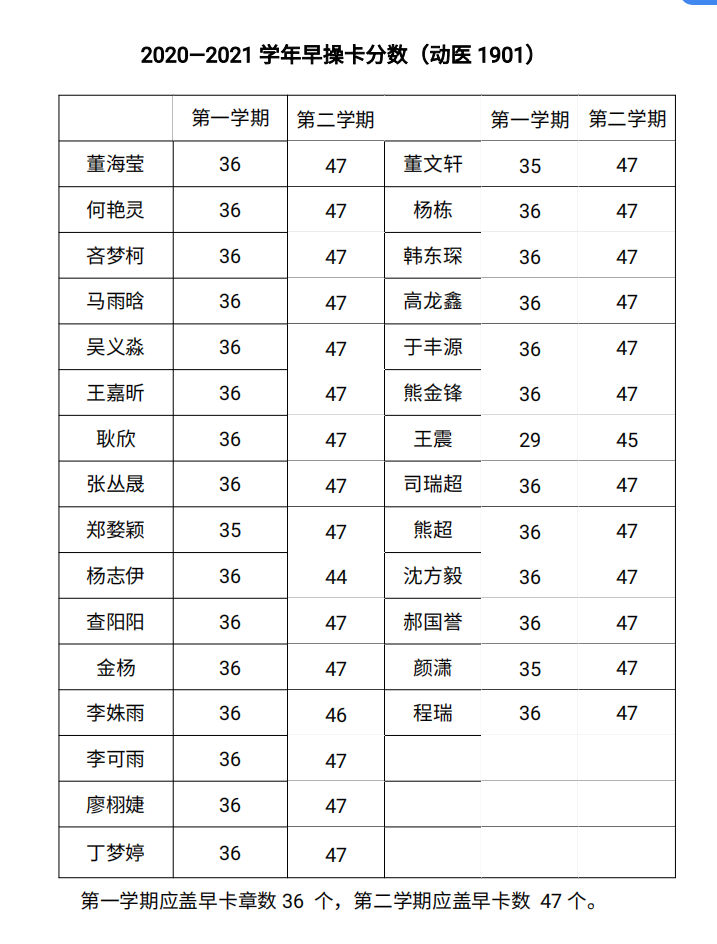 2020—2021 学年早操卡分数（动医 1901）
第一学期 第二学期 第一学期 第二学期
董海莹 36 47 董文轩 35 47
何艳灵 36 47 杨栋 36 47
吝梦柯 36 47 韩东琛 36 47
马雨晗 36 47 高龙鑫 36 47
吴义淼 36 47 于丰源 36 47
王嘉昕 36 47 熊金锋 36 47
耿欣 36 47 王震 29 45
张丛晟 36 47 司瑞超 36 47
郑婺颖 35 47 熊超 36 47
杨志伊 36 44 沈方毅 36 47
查阳阳 36 47 郝国誉 36 47
金杨 36 47 颜潇 35 47
李姝雨 36 46 程瑞 36 47
李可雨 36 47
廖栩婕 36 47
丁梦婷 36 47
第一学期应盖早卡章数 36 个，第二学期应盖早卡数 47 个。